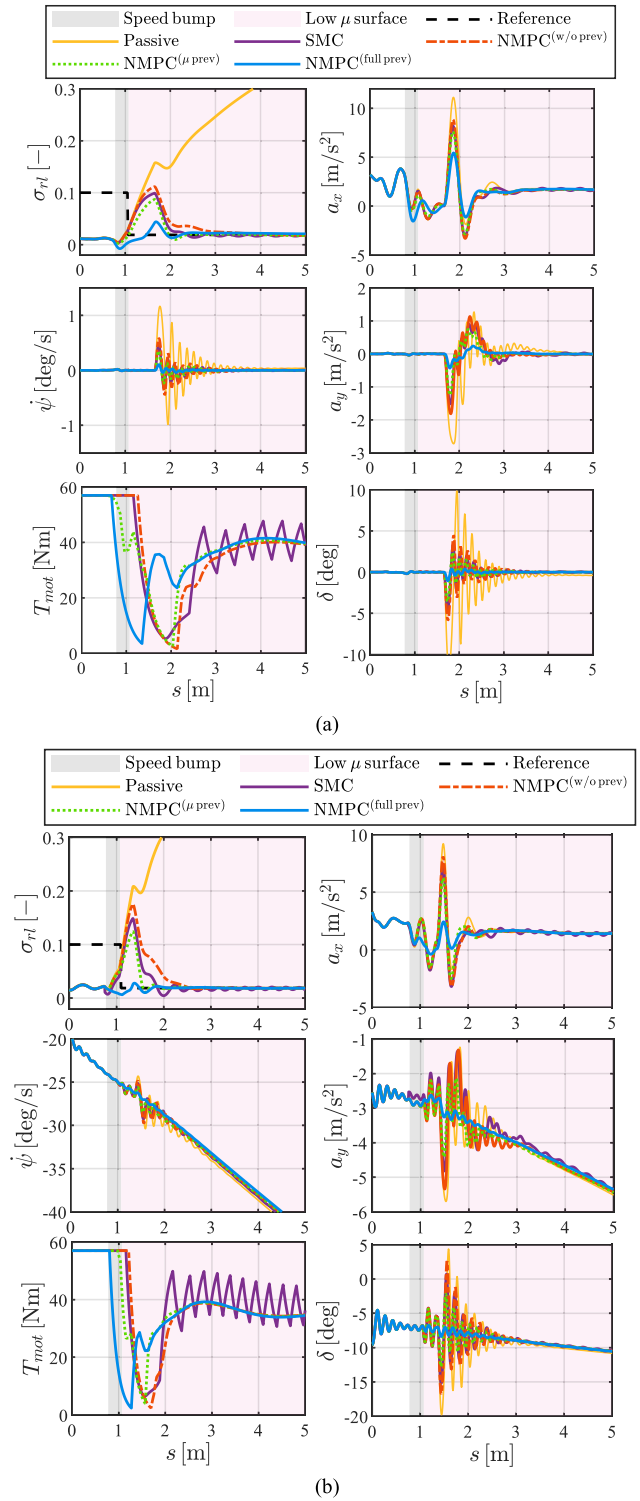 Speed bump Low μ surface Reference
Passive SMC NMPC(w/o prev)
NMPC(μ prev) NMPC(full prev)
0.3
0.2
0.1
0
σrl [−]
0 1 2 3 4 5
10
5
0
-5
ax [m/s²]
0 1 2 3 4 5
1
0
-1
ψ̇ [deg/s]
0 1 2 3 4 5
2
1
0
-1
-2
-3
ay [m/s²]
0 1 2 3 4 5
60
40
20
0
Tmot [Nm]
0 1 2 3 4 5
s [m]
10
5
0
-5
-10
δ [deg]
0 1 2 3 4 5
s [m]
(a)
Speed bump Low μ surface Reference
Passive SMC NMPC(w/o prev)
NMPC(μ prev) NMPC(full prev)
0.3
0.2
0.1
0
σrl [−]
0 1 2 3 4 5
10
5
0
-5
ax [m/s²]
0 1 2 3 4 5
-20
-25
-30
-35
-40
ψ̇ [deg/s]
0 1 2 3 4 5
-1
-2
-3
-4
-5
-6
ay [m/s²]
0 1 2 3 4 5
60
40
20
0
Tmot [Nm]
0 1 2 3 4 5
s [m]
5
0
-5
-10
-15
-20
δ [deg]
0 1 2 3 4 5
s [m]
(b)